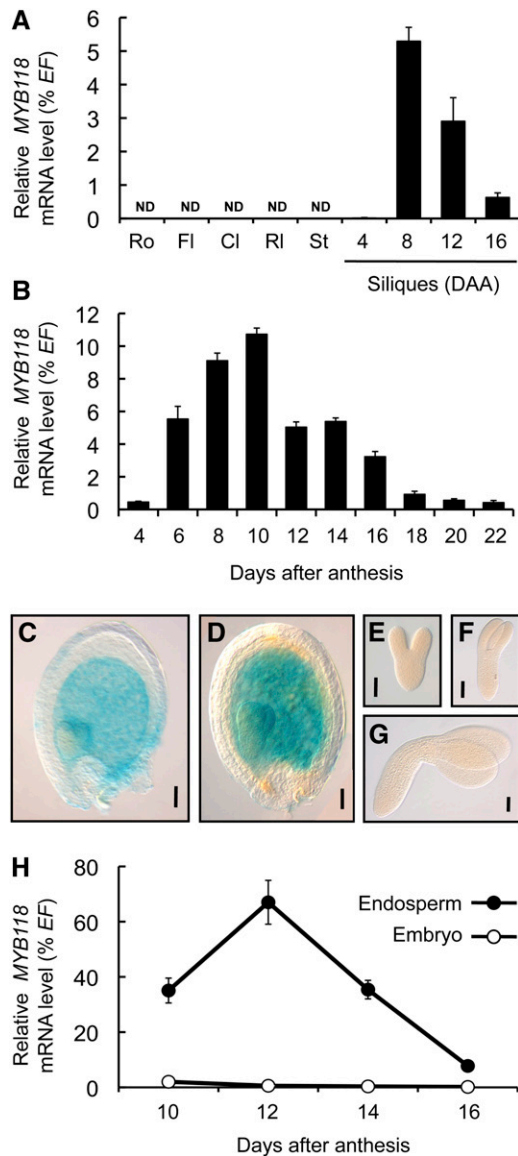 A
Relative MYB118
mRNA level (% EF)
6
5
4
3
2
1
0
ND ND ND ND ND
Ro Fl Cl Rl St 4 8 12 16
Siliques (DAA)
B
Relative MYB118
mRNA level (% EF)
12
10
8
6
4
2
0
4 6 8 10 12 14 16 18 20 22
Days after anthesis
C
D
E
F
G
H
Relative MYB118
mRNA level (% EF)
80
60
40
20
0
Endosperm
Embryo
10 12 14 16
Days after anthesis